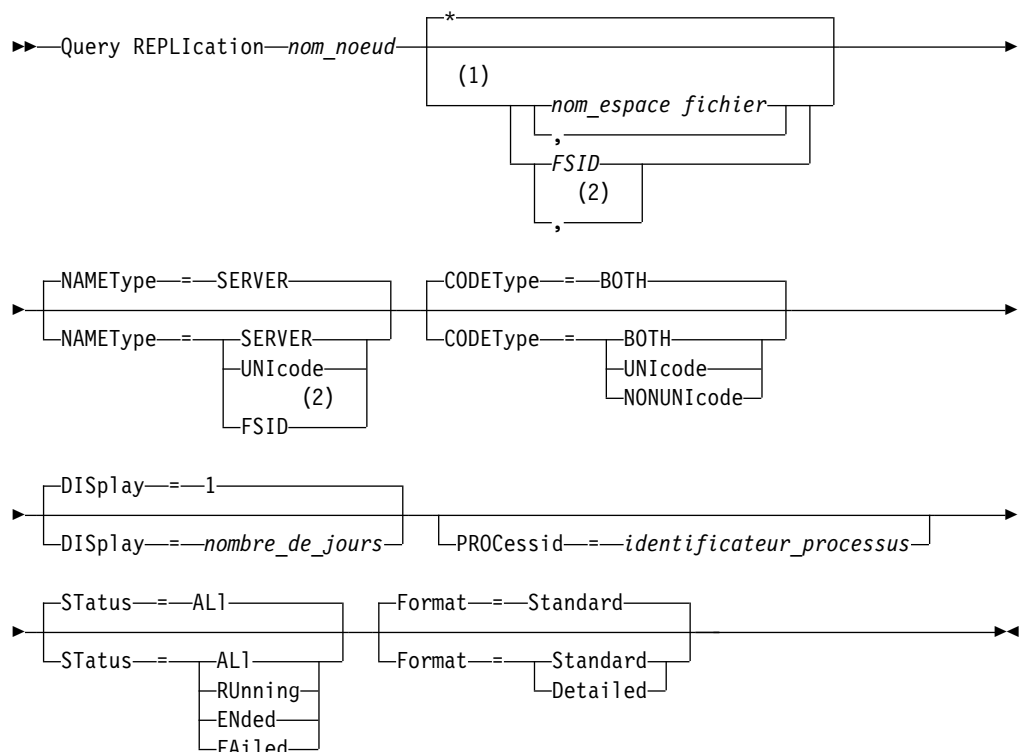 *
Query REPLIcation nom_noeud
(1)
nom_espace fichier
,
FSID
(2)
,
NAMEType = SERVER CODEType = BOTH
NAMEType = SERVER CODEType = BOTH
UNIcode UNIcode
(2) NONUNIcode
FSID
DISplay = 1
DISplay = nombre_de_jours PROCessid = identificateur_processus
STatus = ALl Format = Standard
STatus = ALl Format = Standard
RUnning Detailed
ENded
FAiled